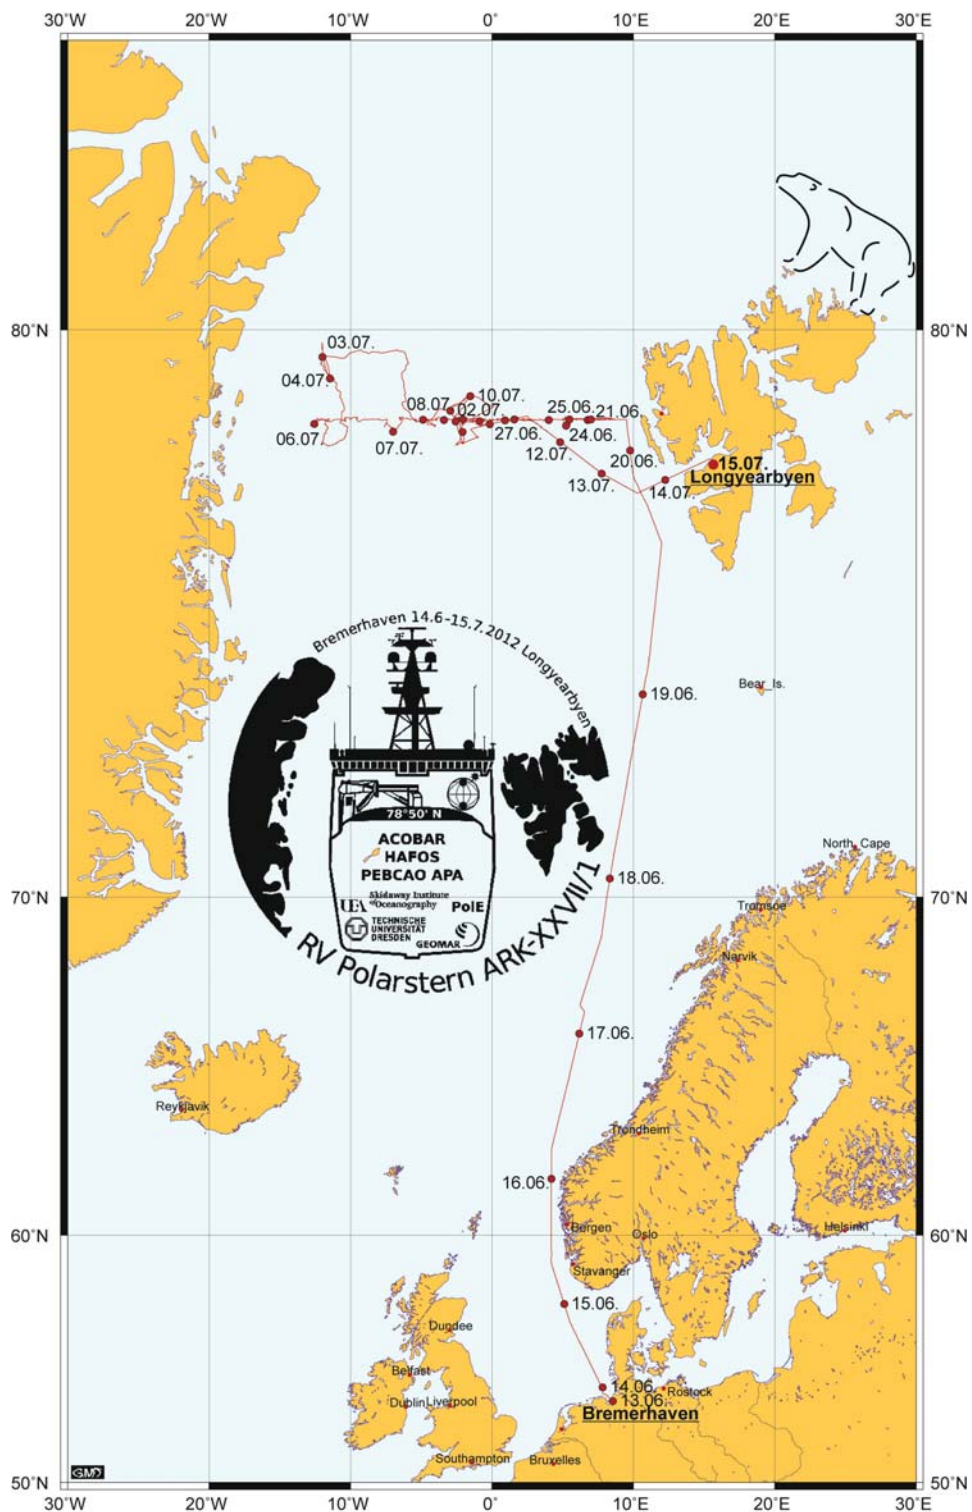 30°W 20°W 10°W 0° 10°E 20°E 30°E
80°N 80°N
03.07.
04.07.
10.07.
08.07. 02.07. 25.06. 21.06.
06.07. 07.07. 27.06. 24.06.
12.07. 20.06.
15.07.
13.07. 14.07. Longyearbyen
Bremerhaven 14.6-15.7.2012 Longyearbyen
19.06. Bear_Is.
78°50' N
ACOBAR
HAFOS
PEBCAO APA
Skidaway Institute
UEA of Oceanography PolE
TECHNISCHE
UNIVERSITÄT
DRESDEN
GEOMAR
RV Polarstern ARK-XXVII/1
North_Cape
18.06.
70°N 70°N
Tromsoe
Narvik
17.06.
Reykjavik
Trondheim
16.06.
Bergen Oslo Helsinki
60°N 60°N
Stavanger
15.06.
Dundee
Belfast
14.06. Rostock
Dublin Liverpool 13.06.
Bremerhaven
Southampton Bruxelles
GMD
50°N 50°N
30°W 20°W 10°W 0° 10°E 20°E 30°E